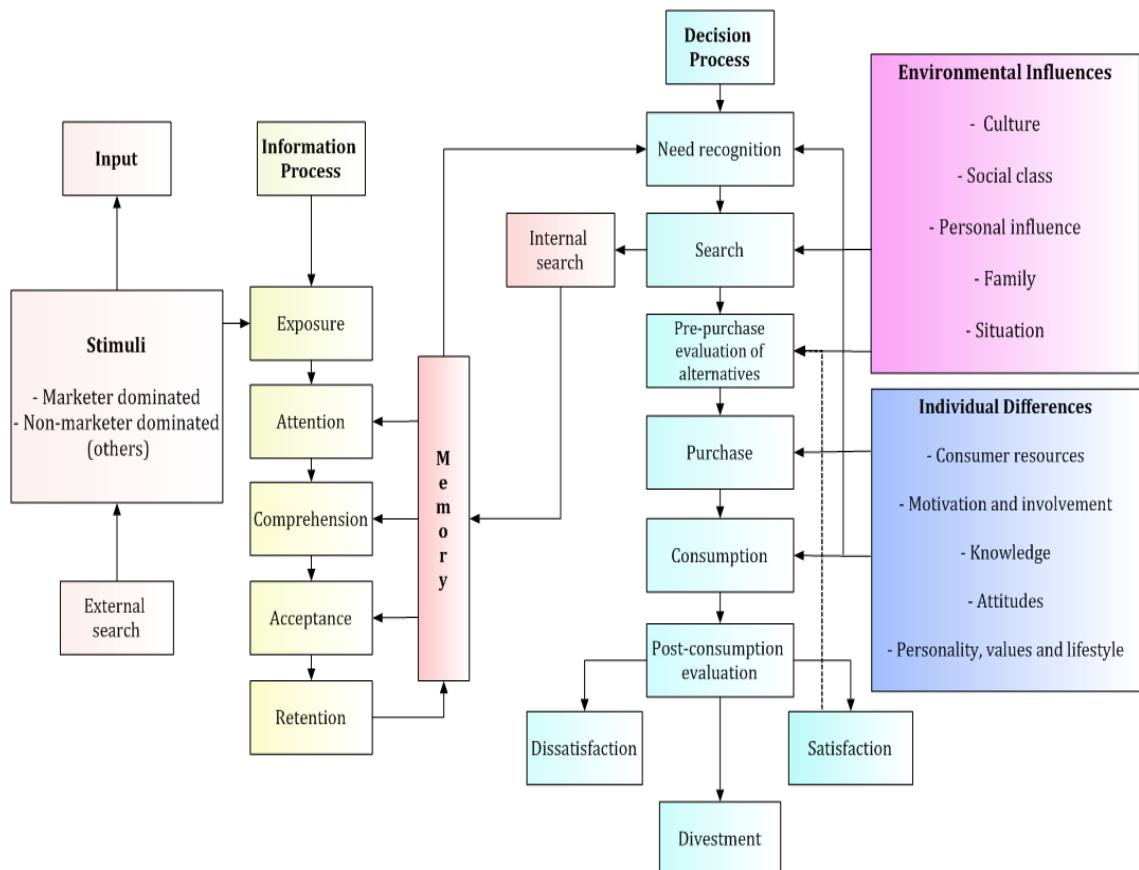 Input
Stimuli
- Marketer dominated
- Non-marketer dominated
(others)
External
search
Information
Process
Exposure
Attention
Comprehension
Acceptance
Retention
M
e
m
o
r
y
Internal
search
Decision
Process
Need recognition
Search
Pre-purchase
evaluation of
alternatives
Purchase
Consumption
Post-consumption
evaluation
Dissatisfaction
Satisfaction
Divestment
Environmental Influences
- Culture
- Social class
- Personal influence
- Family
- Situation
Individual Differences
- Consumer resources
- Motivation and involvement
- Knowledge
- Attitudes
- Personality, values and lifestyle